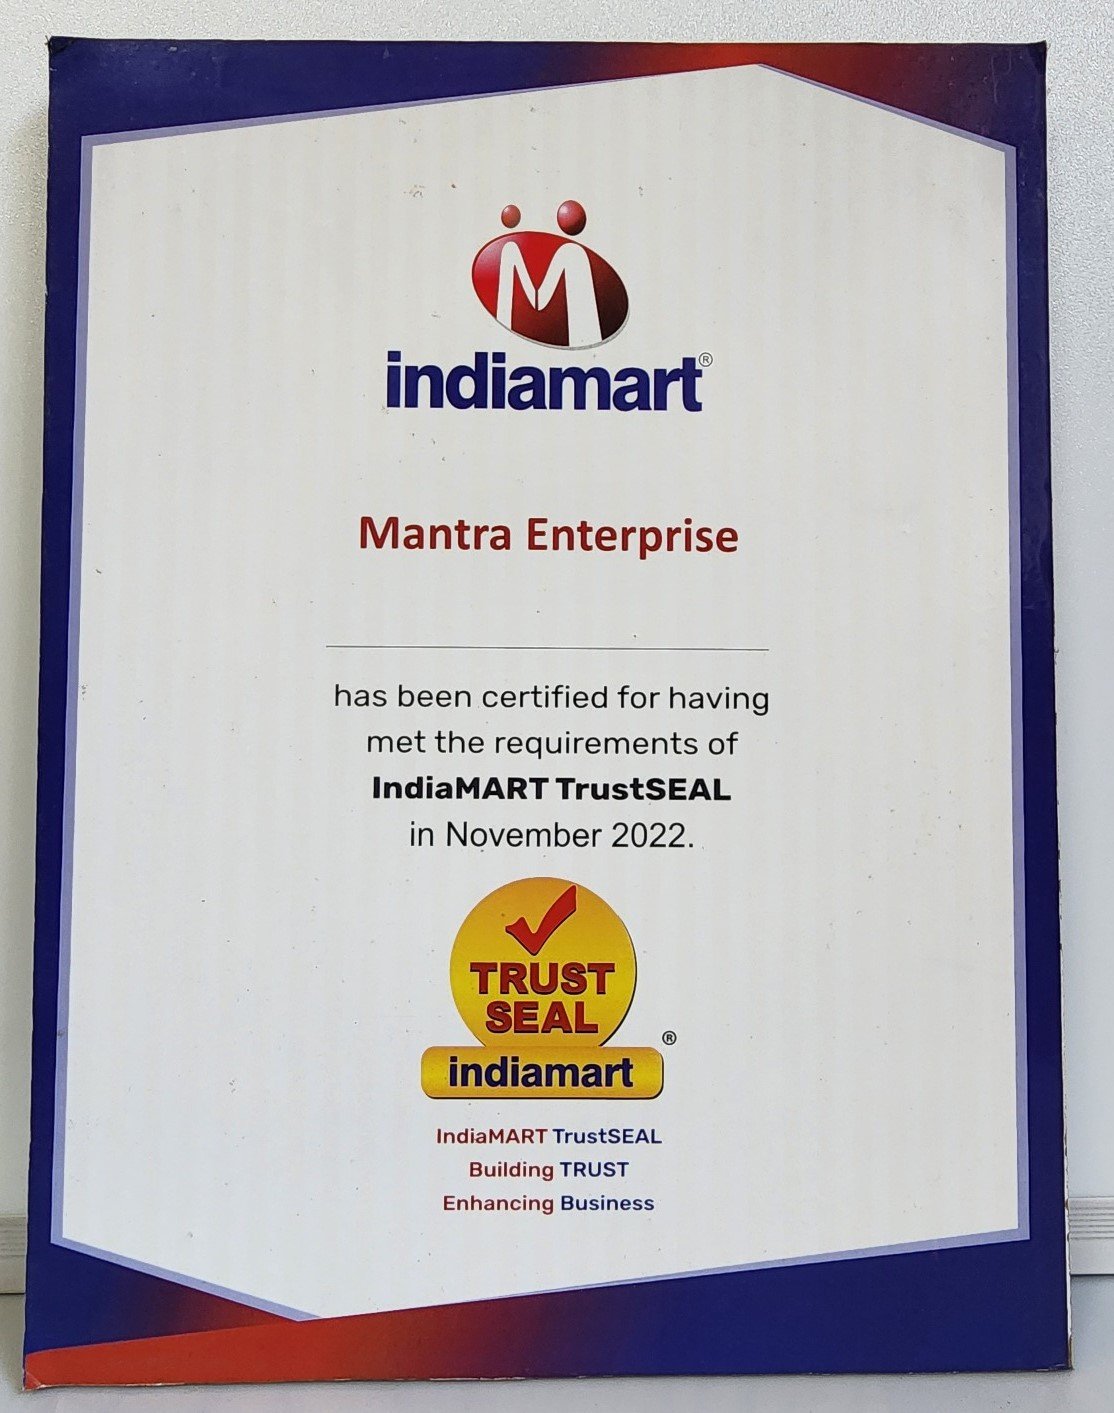 indiamart®
Mantra Enterprise
has been certified for having
met the requirements of
IndiaMART TrustSEAL
in November 2022.
TRUST
SEAL
indiamart ®
IndiaMART TrustSEAL
Building TRUST
Enhancing Business